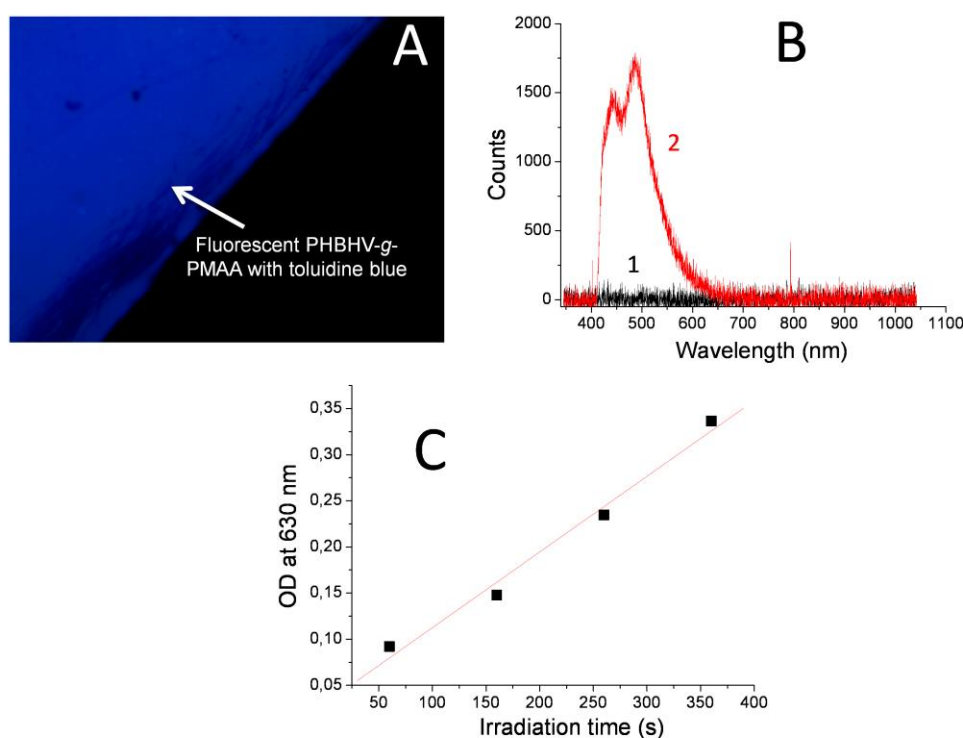 A
Fluorescent PHBHV-g-
PMAA with toluidine blue
B
2000
1500
1000
500
0
Counts
2
1
400 500 600 700 800 900 1000 1100
Wavelength (nm)
C
0,35
0,30
0,25
0,20
0,15
0,10
0,05
OD at 630 nm
50 100 150 200 250 300 350 400
Irradiation time (s)